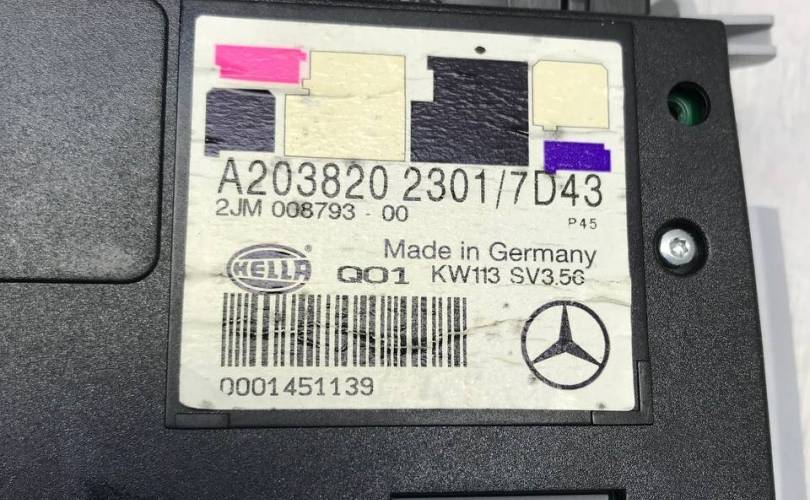 A203820 2301/7D43
2JM 008793 - 00
P45
Made in Germany
HELLA ® Q01 KW113 SV3.56
0001451139